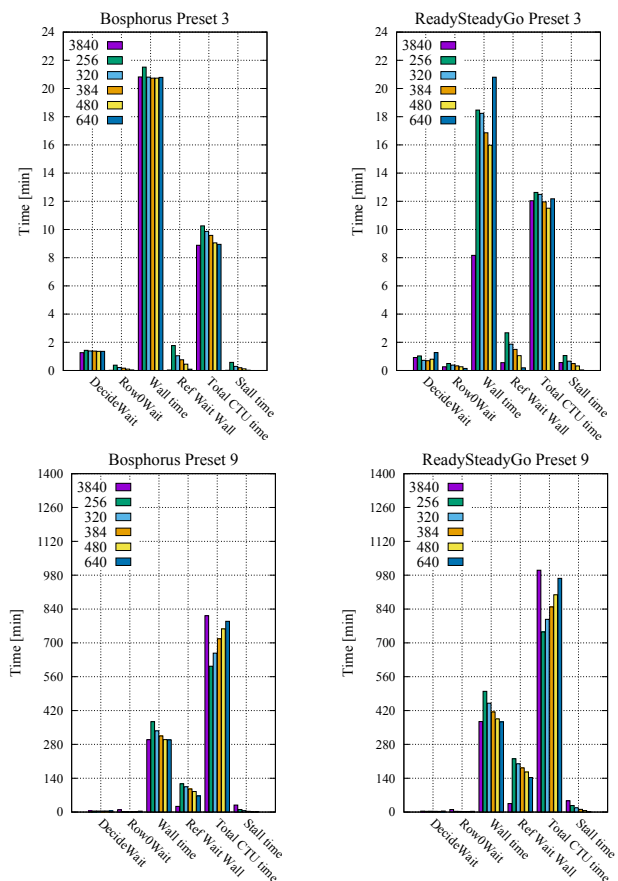 Bosphorus Preset 3
24
22
20
18
16
14
12
10
8
6
4
2
0
Time [min]
3840
256
320
384
480
640
DecideWait
Row0Wait
Wall time
Ref Wait Wall
Total CTU time
Stall time
ReadySteadyGo Preset 3
24
22
20
18
16
14
12
10
8
6
4
2
0
Time [min]
3840
256
320
384
480
640
DecideWait
Row0Wait
Wall time
Ref Wait Wall
Total CTU time
Stall time
Bosphorus Preset 9
1400
1260
1120
980
840
700
560
420
280
140
0
Time [min]
3840
256
320
384
480
640
DecideWait
Row0Wait
Wall time
Ref Wait Wall
Total CTU time
Stall time
ReadySteadyGo Preset 9
1400
1260
1120
980
840
700
560
420
280
140
0
Time [min]
3840
256
320
384
480
640
DecideWait
Row0Wait
Wall time
Ref Wait Wall
Total CTU time
Stall time